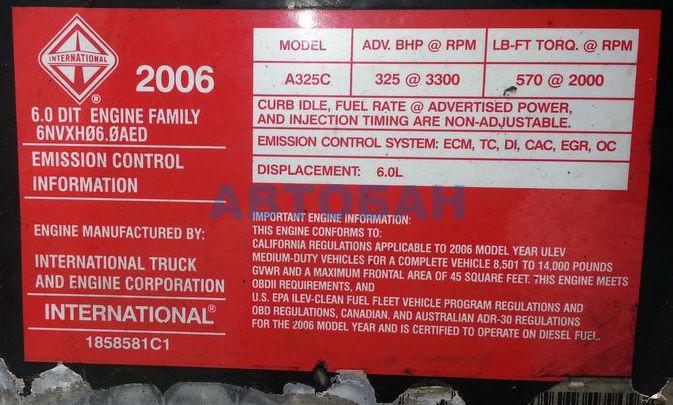 INTERNATIONAL
®
2006
6.0 DIT ENGINE FAMILY
6NVXHØ6.ØAED
EMISSION CONTROL
INFORMATION
ENGINE MANUFACTURED BY:
INTERNATIONAL TRUCK
AND ENGINE CORPORATION
INTERNATIONAL®
1858581C1
MODEL ADV. BHP @ RPM LB-FT TORQ. @ RPM
A325C 325 @ 3300 570 @ 2000
CURB IDLE, FUEL RATE @ ADVERTISED POWER,
AND INJECTION TIMING ARE NON-ADJUSTABLE.
EMISSION CONTROL SYSTEM: ECM, TC, DI, CAC, EGR, OC
DISPLACEMENT: 6.0L
АВТОБАН
IMPORTANT ENGINE INFORMATION:
THIS ENGINE CONFORMS TO:
CALIFORNIA REGULATIONS APPLICABLE TO 2006 MODEL YEAR ULEV
MEDIUM-DUTY VEHICLES FOR A COMPLETE VEHICLE 8,501 TO 14,000 POUNDS
GVWR AND A MAXIMUM FRONTAL AREA OF 45 SQUARE FEET. THIS ENGINE MEETS
OBDII REQUIREMENTS, AND
U.S. EPA ILEV-CLEAN FUEL FLEET VEHICLE PROGRAM REGULATIONS AND
OBD REGULATIONS, CANADIAN, AND AUSTRALIAN ADR-30 REGULATIONS
FOR THE 2006 MODEL YEAR AND IS CERTIFIED TO OPERATE ON DIESEL FUEL.